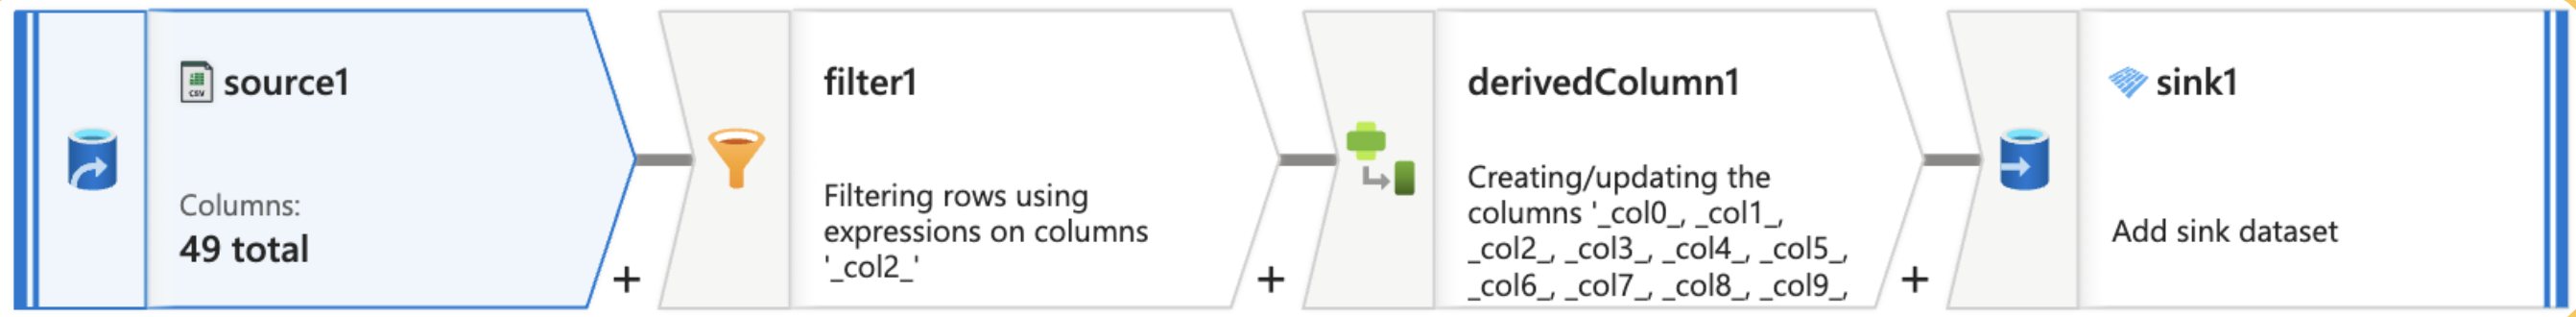 CSV
source1
Columns:
49 total
+
filter1
Filtering rows using
expressions on columns
'_col2_'
+
derivedColumn1
Creating/updating the
columns '_col0_, _col1_,
_col2_, _col3_, _col4_, _col5_,
_col6_, _col7_, _col8_, _col9_,
+
sink1
Add sink dataset